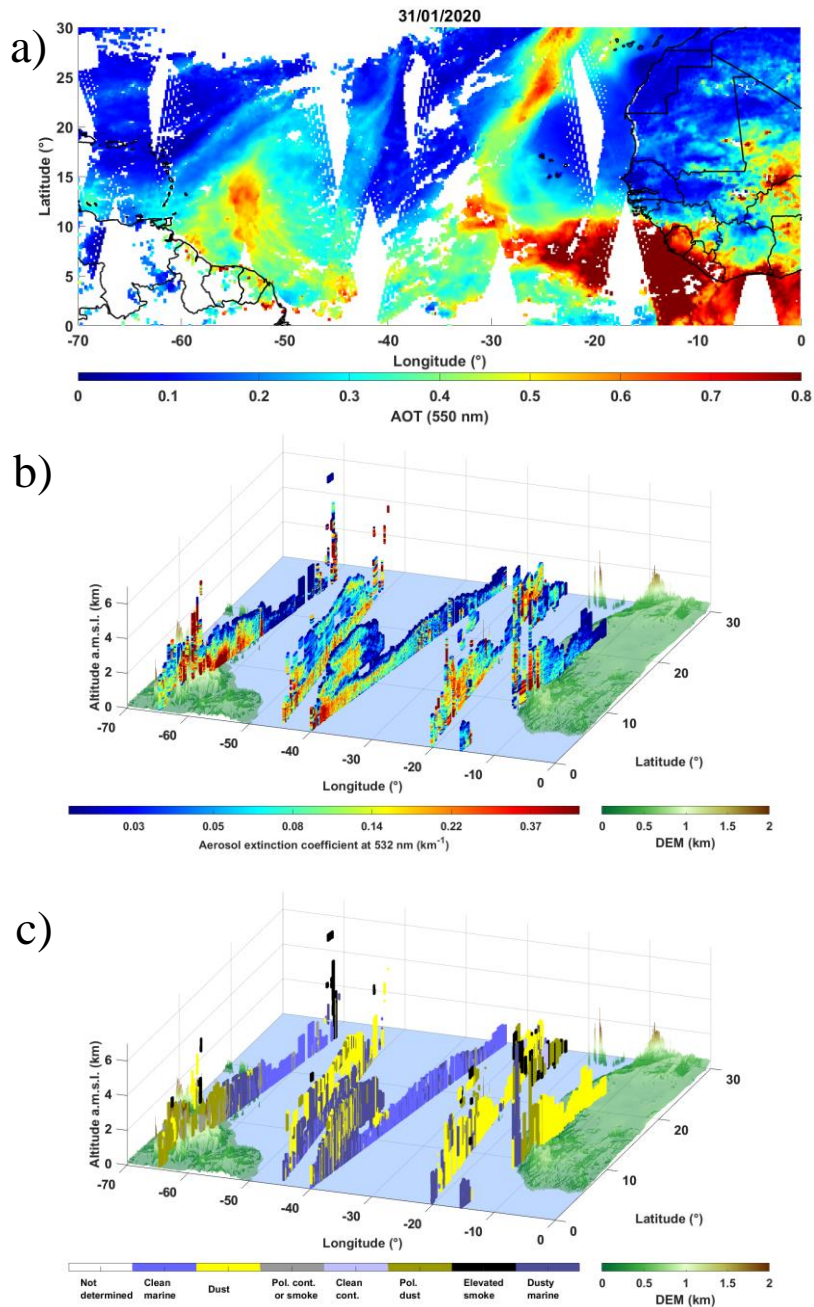 a)
31/01/2020
Latitude (°)
30
25
20
15
10
5
0
-70 -60 -50 -40 -30 -20 -10 0
Longitude (°)
0 0.1 0.2 0.3 0.4 0.5 0.6 0.7 0.8
AOT (550 nm)
b)
Altitude a.m.s.l. (km)
6
4
2
0
-70
-60
-50
-40
-30
-20
-10
0
Longitude (°)
0
10
20
30
Latitude (°)
0.03 0.05 0.08 0.14 0.22 0.37
Aerosol extinction coefficient at 532 nm (km⁻¹)
0 0.5 1 1.5 2
DEM (km)
c)
Altitude a.m.s.l. (km)
6
4
2
0
-70
-60
-50
-40
-30
-20
-10
0
Longitude (°)
0
10
20
30
Latitude (°)
Not determined
Clean marine
Dust
Pol. cont. or smoke
Clean cont.
Pol. dust
Elevated smoke
Dusty marine
0 0.5 1 1.5 2
DEM (km)